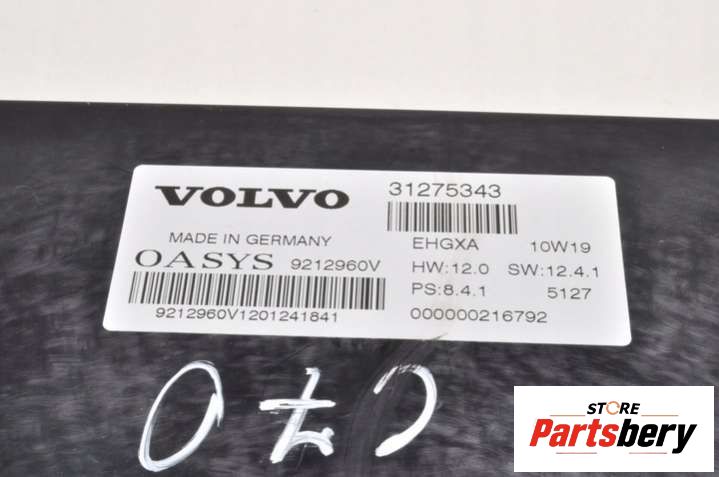 VOLVO
31275343
MADE IN GERMANY
EHGXA 10W19
OASYS 9212960V
HW:12.0 SW:12.4.1
PS:8.4.1 5127
9212960V1201241841
000000216792
C70
STORE
Partsbery